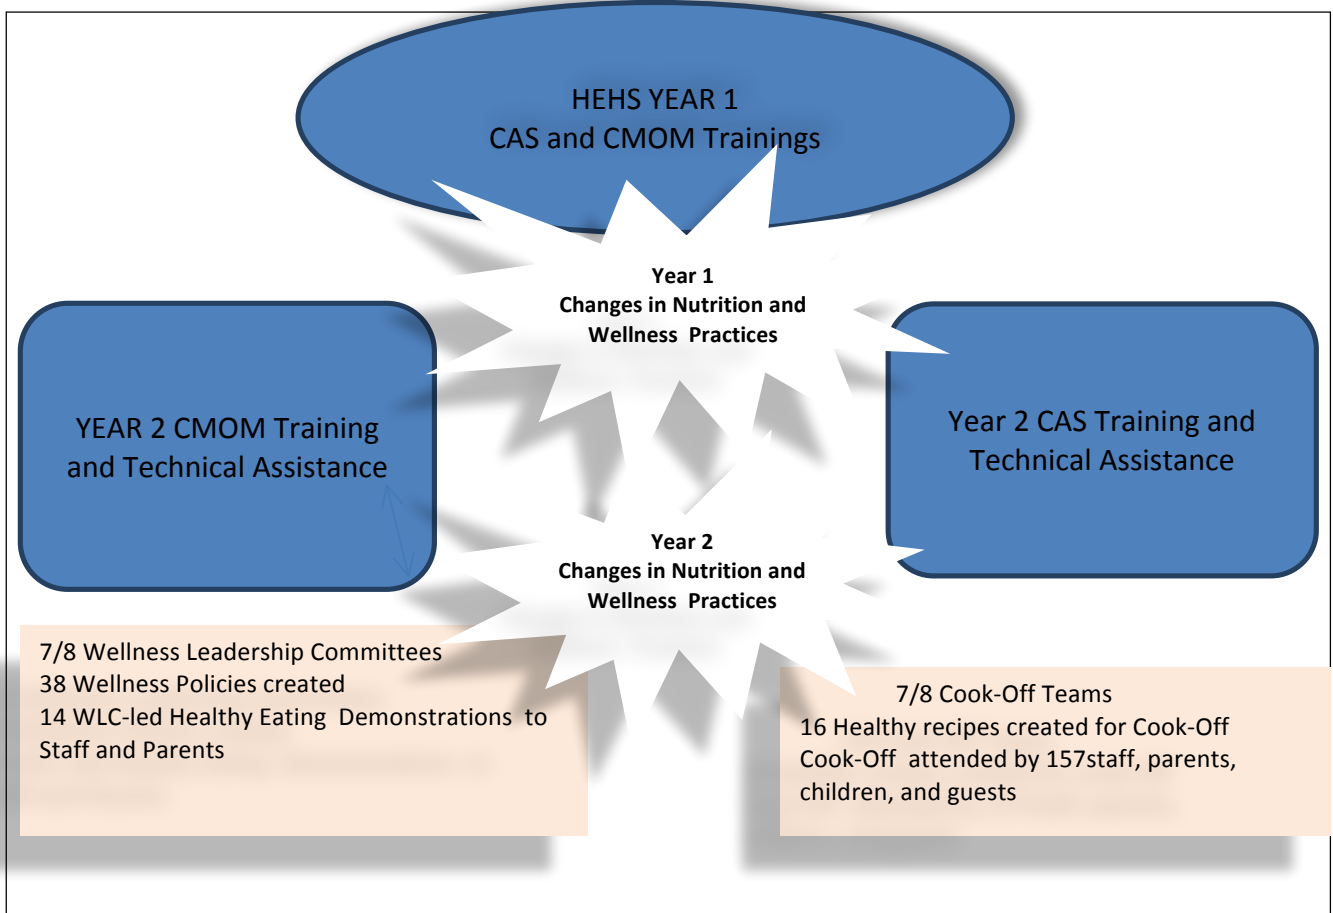 HEHS YEAR 1
CAS and CMOM Trainings
Year 1
Changes in Nutrition and
Wellness  Practices
YEAR 2 CMOM Training
and Technical Assistance
Year 2 CAS Training and
Technical Assistance
Year 2
Changes in Nutrition and
Wellness  Practices
7/8 Wellness Leadership Committees
38 Wellness Policies created
14 WLC-led Healthy Eating  Demonstrations  to
Staff and Parents
7/8 Cook-Off Teams
16 Healthy recipes created for Cook-Off
Cook-Off  attended by 157staff, parents,
children, and guests